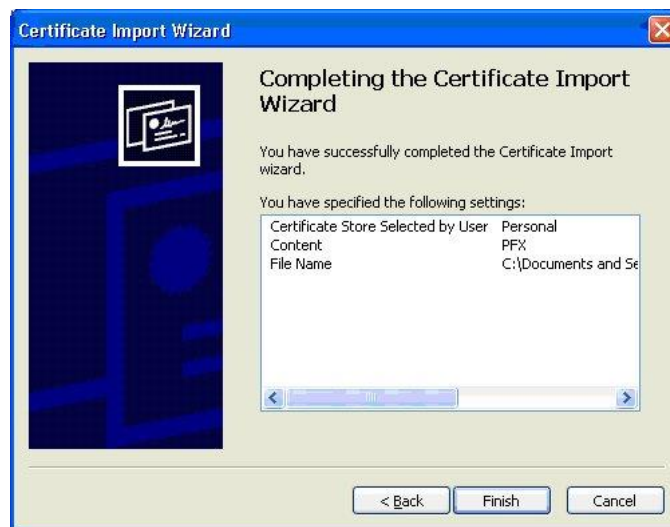 Certificate Import Wizard
Completing the Certificate Import
Wizard
You have successfully completed the Certificate Import
wizard.
You have specified the following settings:
Certificate Store Selected by User Personal
Content PFX
File Name C:\Documents and Se
< Back Finish Cancel